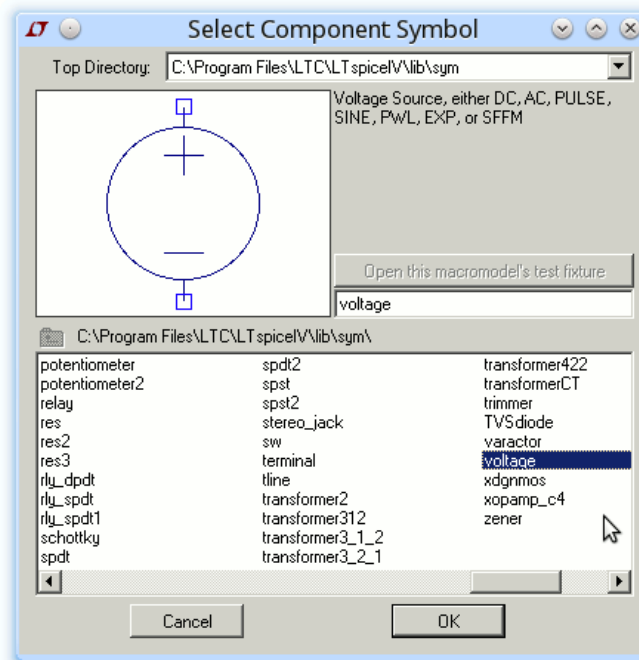 Select Component Symbol
Top Directory: C:\Program Files\LTC\LTspiceIV\lib\sym
Voltage Source, either DC, AC, PULSE,
SINE, PWL, EXP, or SFFM
Open this macromodel's test fixture
voltage
C:\Program Files\LTC\LTspiceIV\lib\sym\
potentiometer
potentiometer2
relay
res
res2
res3
rly_dpdt
rly_spdt
rly_spdt1
schottky
spdt
spdt2
spst
spst2
stereo_jack
sw
terminal
tline
transformer2
transformer312
transformer3_1_2
transformer3_2_1
transformer422
transformerCT
trimmer
TVSdiode
varactor
voltage
xdgnmos
xopamp_c4
zener
Cancel
OK